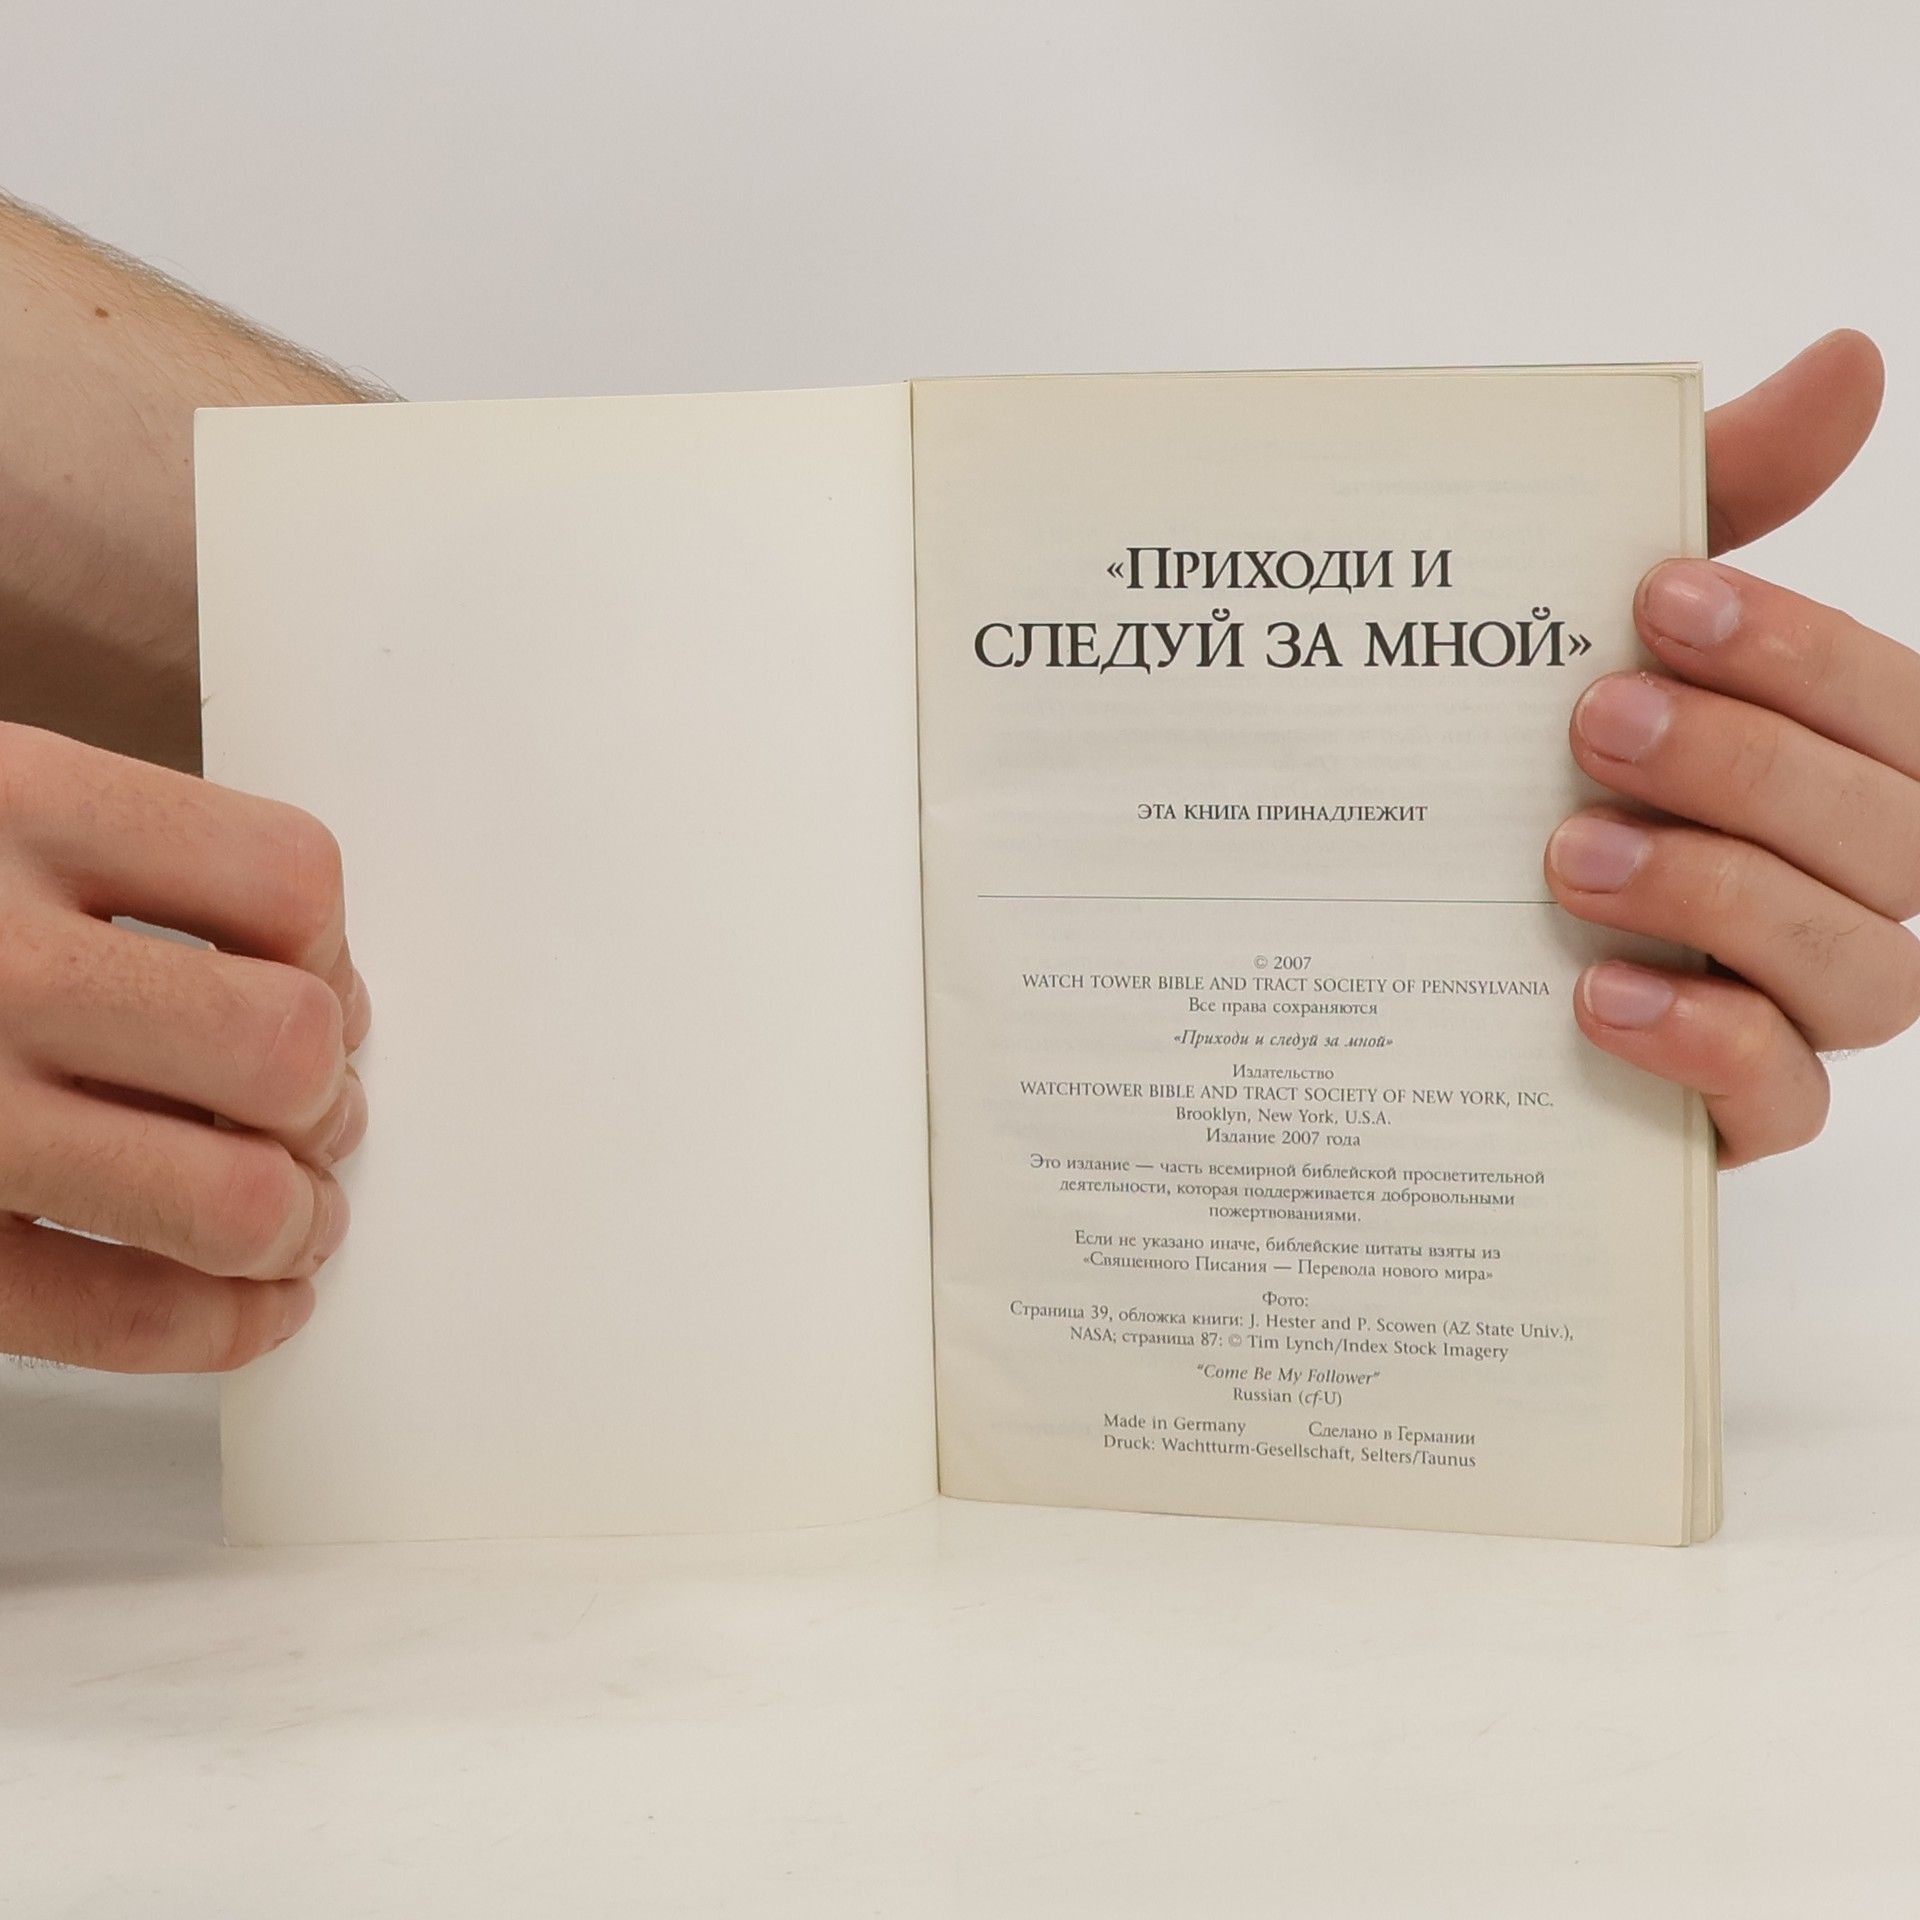 «Приходи и
следуй за мной»
ЭТА КНИГА ПРИНАДЛЕЖИТ
© 2007
WATCH TOWER BIBLE AND TRACT SOCIETY OF PENNSYLVANIA
Все права сохраняются
«Приходи и следуй за мной»
Издательство
WATCHTOWER BIBLE AND TRACT SOCIETY OF NEW YORK, INC.
Brooklyn, New York, U.S.A.
Издание 2007 года
Это издание — часть всемирной библейской просветительной
деятельности, которая поддерживается добровольными
пожертвованиями.
Если не указано иначе, библейские цитаты взяты из
«Священного Писания — Перевода нового мира»
Фото:
Страница 39, обложка книги: J. Hester and P. Scowen (AZ State Univ.),
NASA; страница 87: © Tim Lynch/Index Stock Imagery
“Come Be My Follower”
Russian (cf-U)
Made in Germany Сделано в Германии
Druck: Wachtturm-Gesellschaft, Selters/Taunus